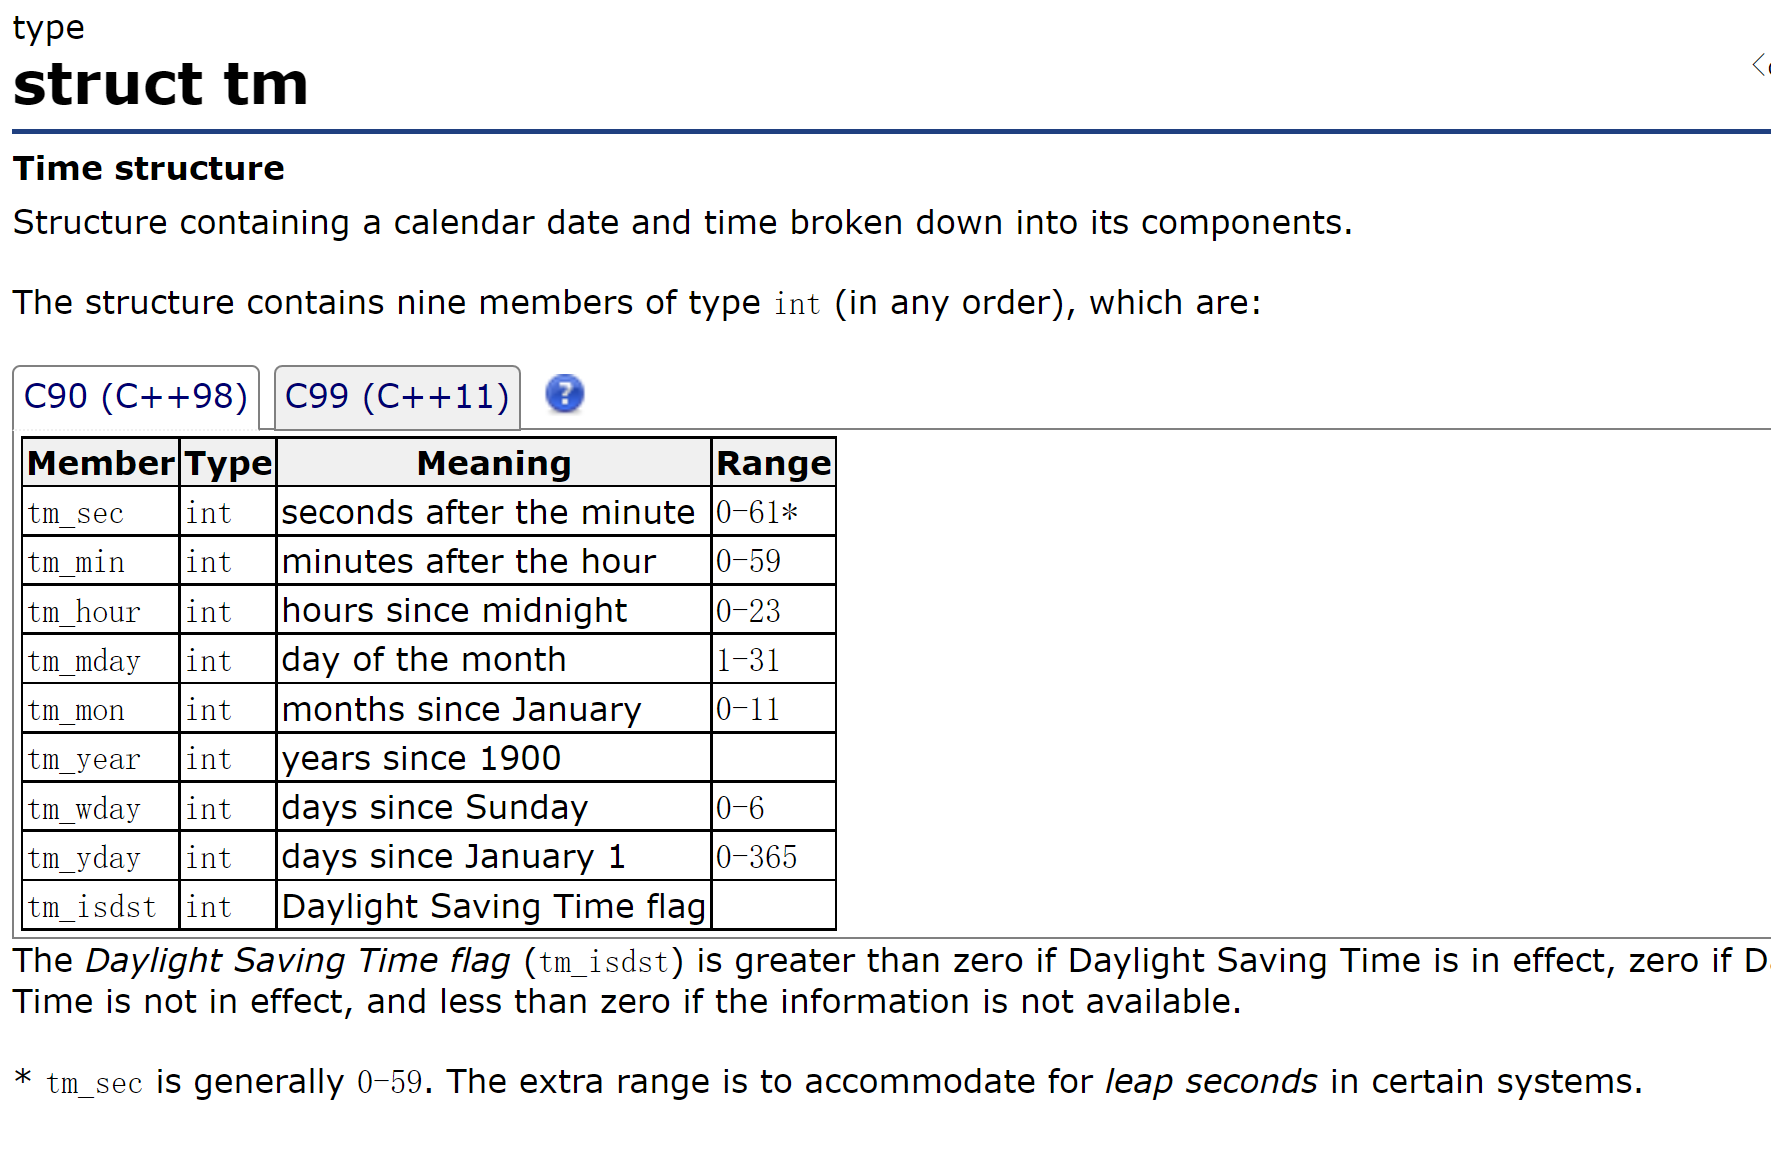 type
struct tm
Time structure
Structure containing a calendar date and time broken down into its components.
The structure contains nine members of type int (in any order), which are:
C90 (C++98) C99 (C++11) ?
Member Type Meaning Range
tm_sec int seconds after the minute 0-61*
tm_min int minutes after the hour 0-59
tm_hour int hours since midnight 0-23
tm_mday int day of the month 1-31
tm_mon int months since January 0-11
tm_year int years since 1900
tm_wday int days since Sunday 0-6
tm_yday int days since January 1 0-365
tm_isdst int Daylight Saving Time flag
The Daylight Saving Time flag (tm_isdst) is greater than zero if Daylight Saving Time is in effect, zero if
Time is not in effect, and less than zero if the information is not available.
* tm_sec is generally 0-59. The extra range is to accommodate for leap seconds in certain systems.